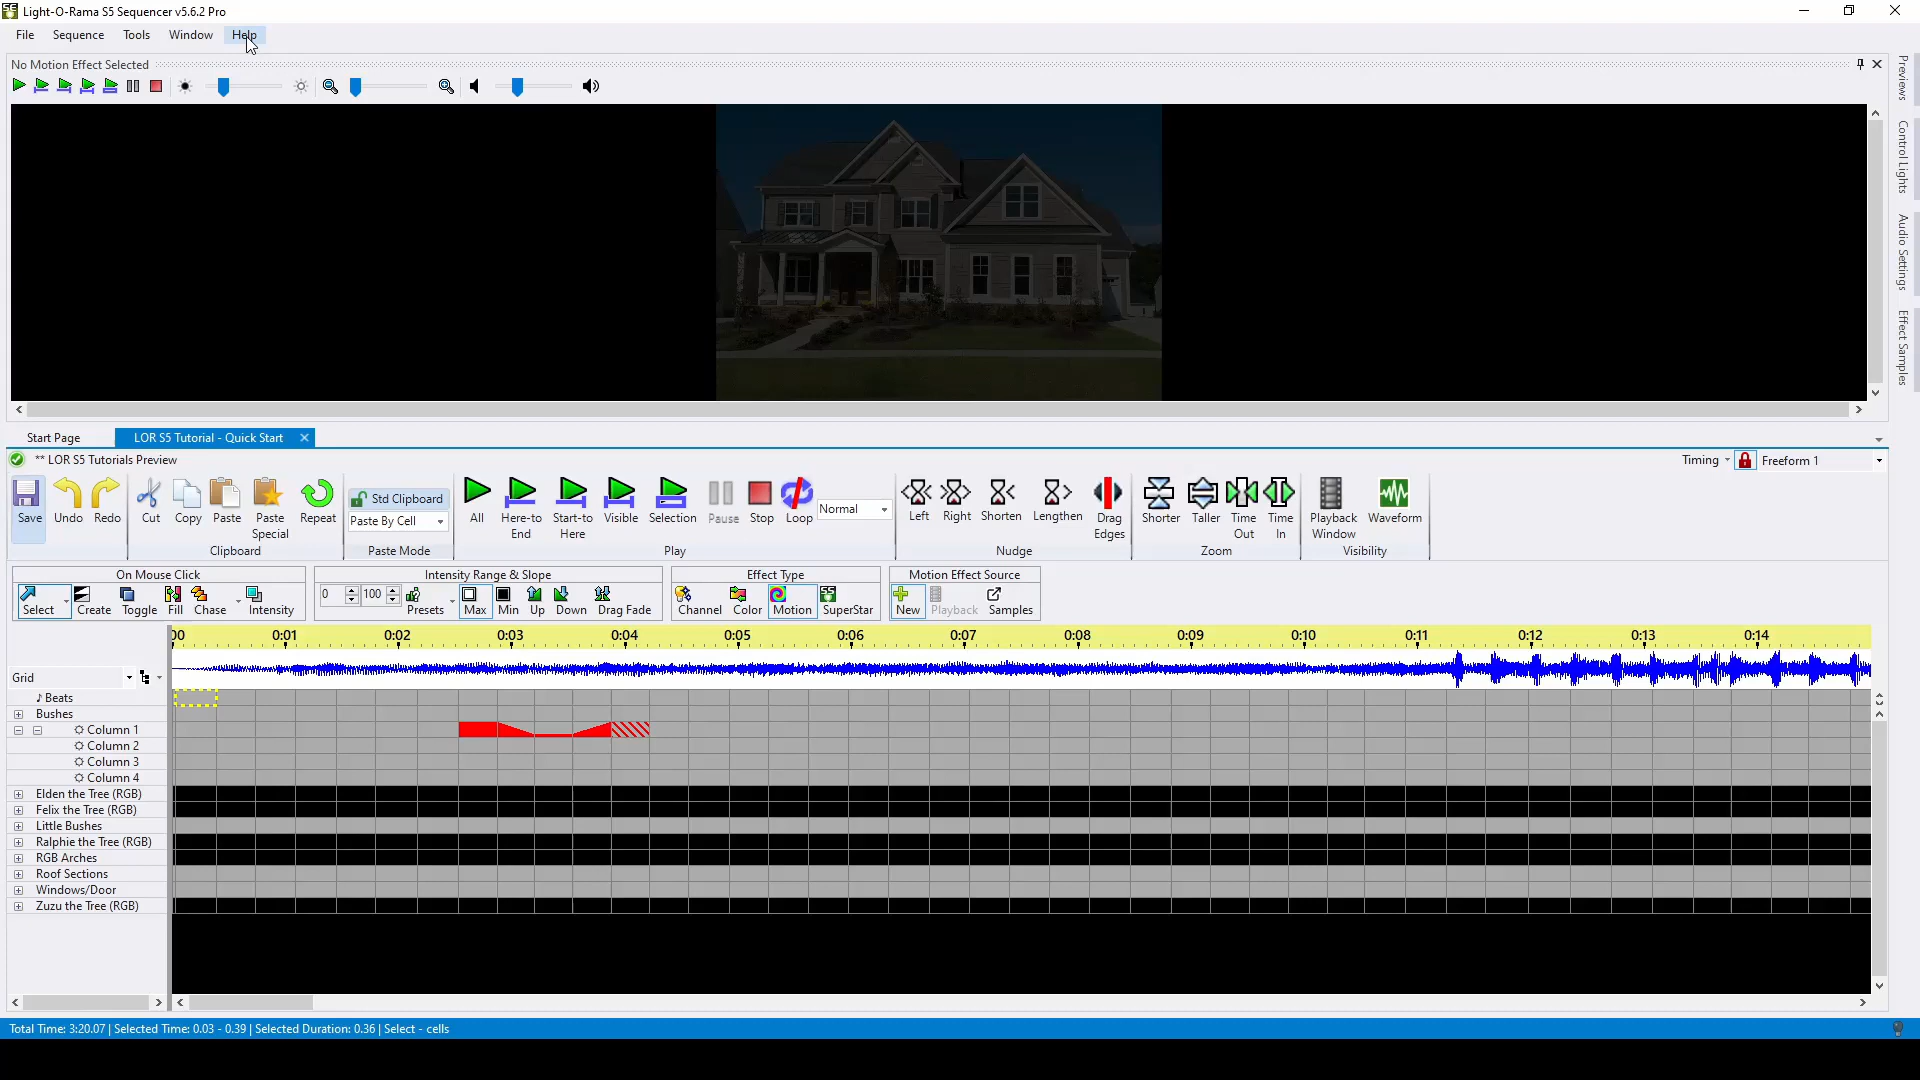 Light-O-Rama S5 Sequencer v5.6.2 Pro
File Sequence Tools Window Help
No Motion Effect Selected
Previews
Control Lights
Audio Settings
Effect Samples
Start Page LOR S5 Tutorial - Quick Start
** LOR S5 Tutorials Preview Timing Freeform 1
Save Undo Redo Cut Copy Paste Paste Special Repeat Std Clipboard Paste By Cell All Here-to End Start-to Here Visible Selection Pause Stop Loop Normal Left Right Shorten Lengthen Drag Edges Shorter Taller Time Out Time In Playback Window Waveform
Clipboard Paste Mode Play Nudge Zoom Visibility
On Mouse Click Intensity Range & Slope Effect Type Motion Effect Source
Select Create Toggle Fill Chase Intensity 0 100 Presets Max Min Up Down Drag Fade Channel Color Motion SuperStar New Playback Samples
00 0:01 0:02 0:03 0:04 0:05 0:06 0:07 0:08 0:09 0:10 0:11 0:12 0:13 0:14
Grid
Beats
Bushes
Column 1
Column 2
Column 3
Column 4
Elden the Tree (RGB)
Felix the Tree (RGB)
Little Bushes
Ralphie the Tree (RGB)
RGB Arches
Roof Sections
Windows/Door
Zuzu the Tree (RGB)
Total Time: 3:20.07 | Selected Time: 0.03 - 0.39 | Selected Duration: 0.36 | Select - cells